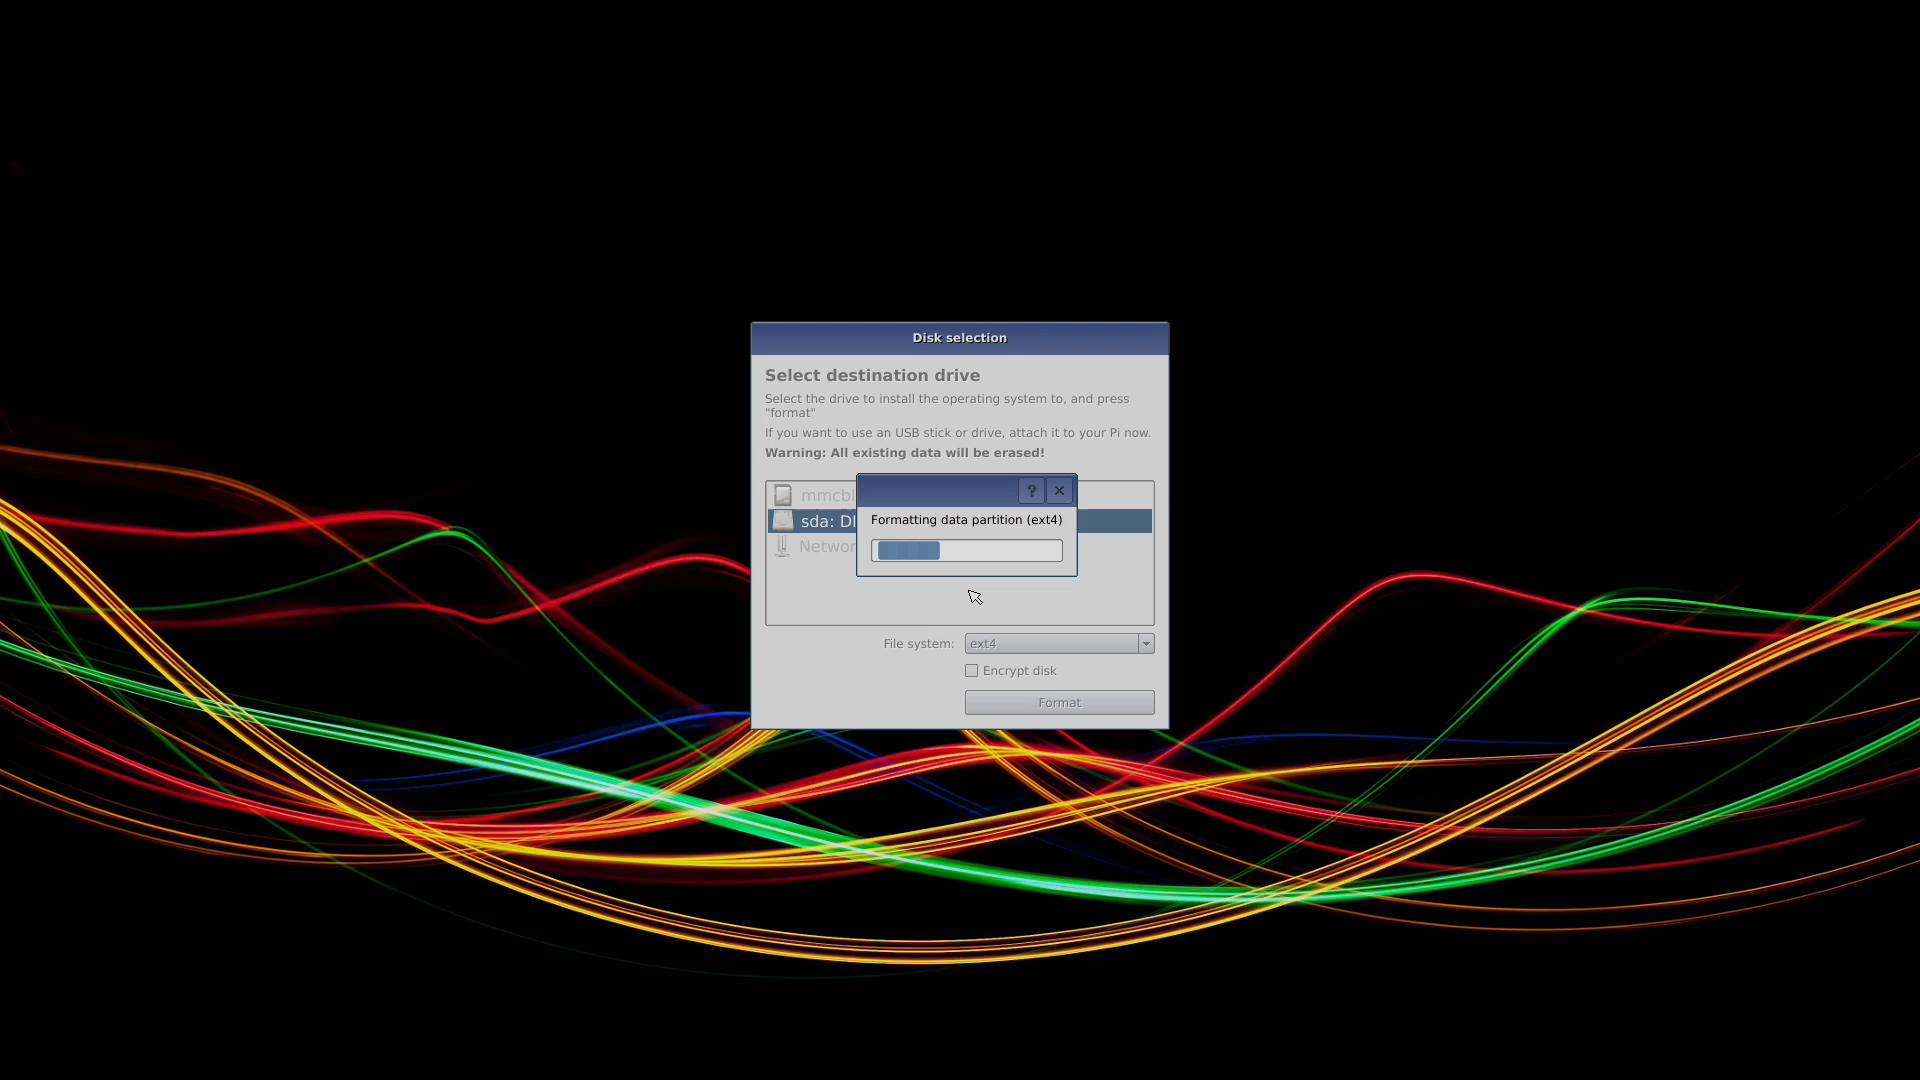 Disk selection
Select destination drive
Select the drive to install the operating system to, and press
"format"
If you want to use an USB stick or drive, attach it to your Pi now.
Warning: All existing data will be erased!
?
Formatting data partition (ext4)
sda:
File system: ext4
Encrypt disk
Format